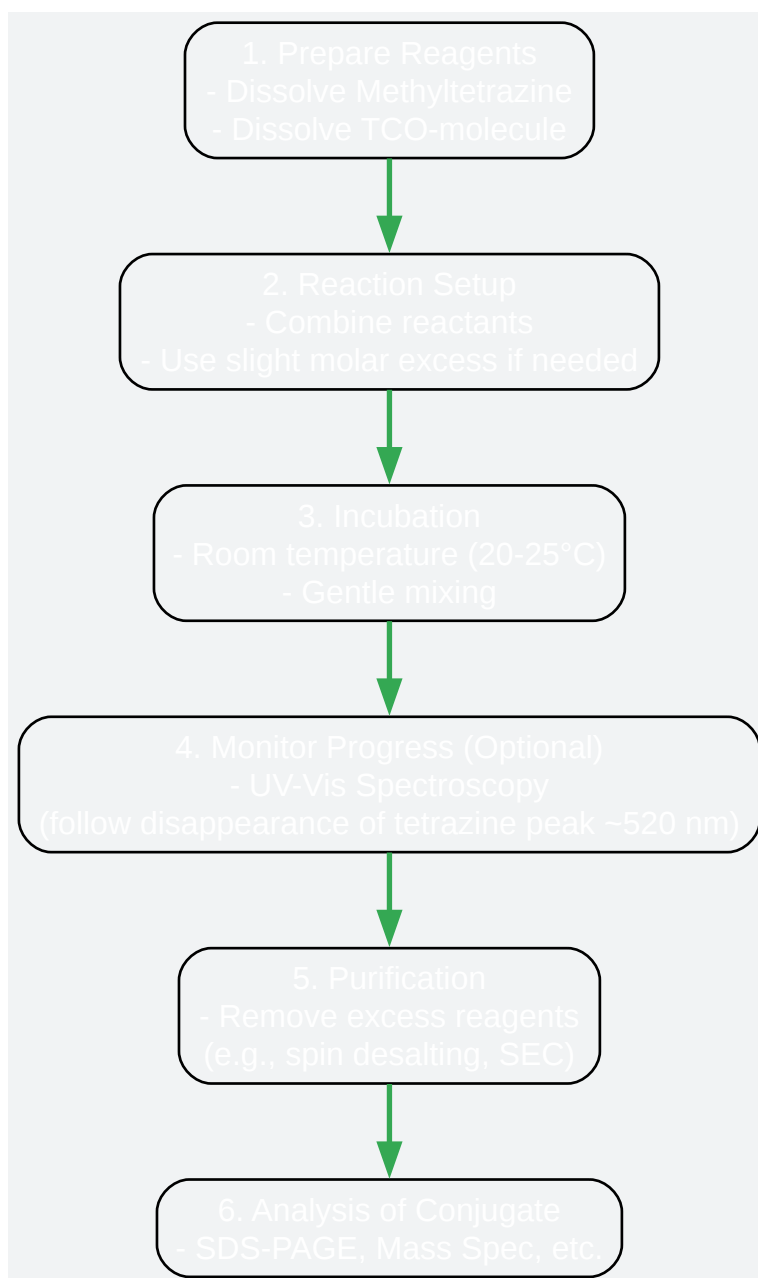 1. Prepare Reagents
- Dissolve Methyltetrazine
- Dissolve TCO-molecule
2. Reaction Setup
- Combine reactants
- Use slight molar excess if needed
3. Incubation
- Room temperature (20-25°C)
- Gentle mixing
4. Monitor Progress (Optional)
- UV-Vis Spectroscopy
(follow disappearance of tetrazine peak ~520 nm)
5. Purification
- Remove excess reagents
(e.g., spin desalting, SEC)
6. Analysis of Conjugate
- SDS-PAGE, Mass Spec, etc.